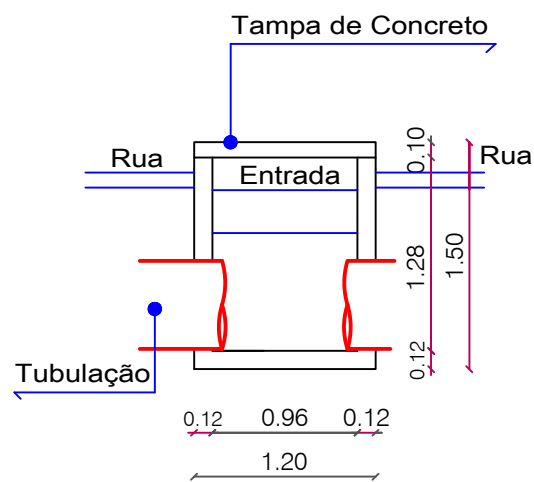 Tampa de Concreto
Rua
Entrada
Rua
0.10
1.28
1.50
0.12
Tubulação
0.12
0.96
0.12
1.20